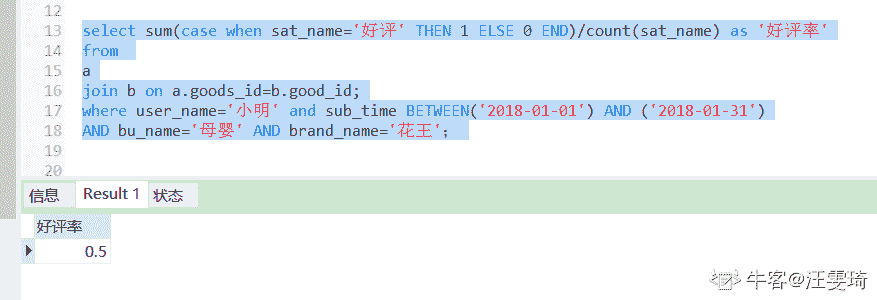 12
13 select sum(case when sat_name='好评' THEN 1 ELSE 0 END)/count(sat_name) as '好评率'
14 from
15 a
16 join b on a.goods_id=b.good_id;
17 where user_name='小明' and sub_time BETWEEN('2018-01-01') AND ('2018-01-31')
18 AND bu_name='母婴' AND brand_name='花王';
19
20
信息 Result 1 状态
好评率
0.5
牛客@汪雯琦